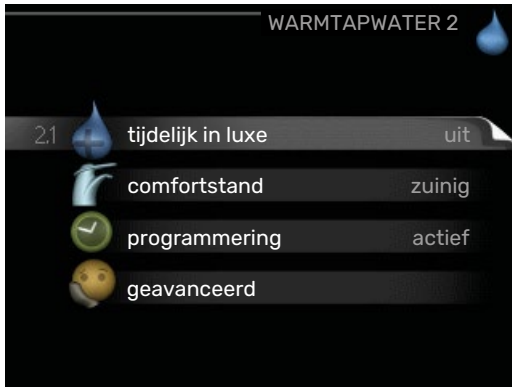 WARMTAPWATER 2
2.1 tijdelijk in luxe uit
comfortstand zuinig
programmering actief
geavanceerd